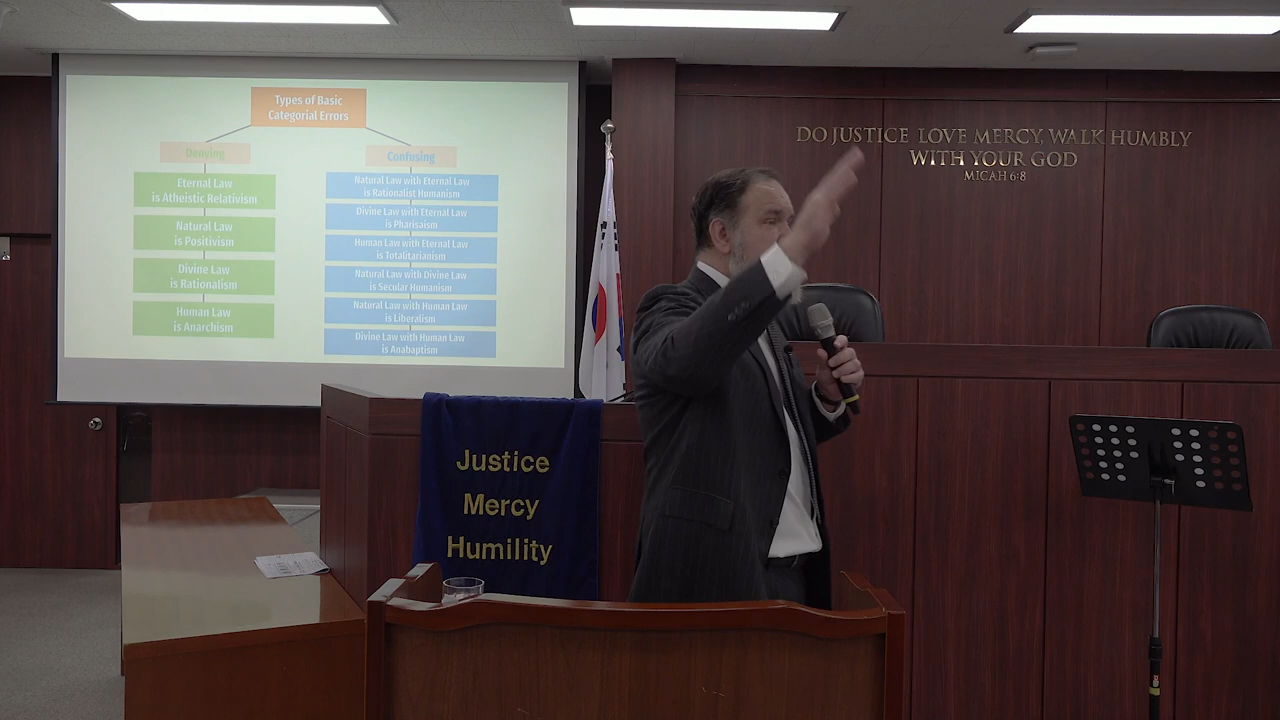 Types of Basic
Categorial Errors
Denying
Eternal Law
is Atheistic Relativism
Natural Law
is Positivism
Divine Law
is Rationalism
Human Law
is Anarchism
Confusing
Natural Law with Eternal Law
is Rationalist Humanism
Divine Law with Eternal Law
is Pharisaism
Human Law with Eternal Law
is Totalitarianism
Natural Law with Divine Law
is Secular Humanism
Natural Law with Human Law
is Liberalism
Divine Law with Human Law
is Anabaptism
DO JUSTICE LOVE MERCY, WALK HUMBLY
WITH YOUR GOD
MICAH 6:8
Justice
Mercy
Humility